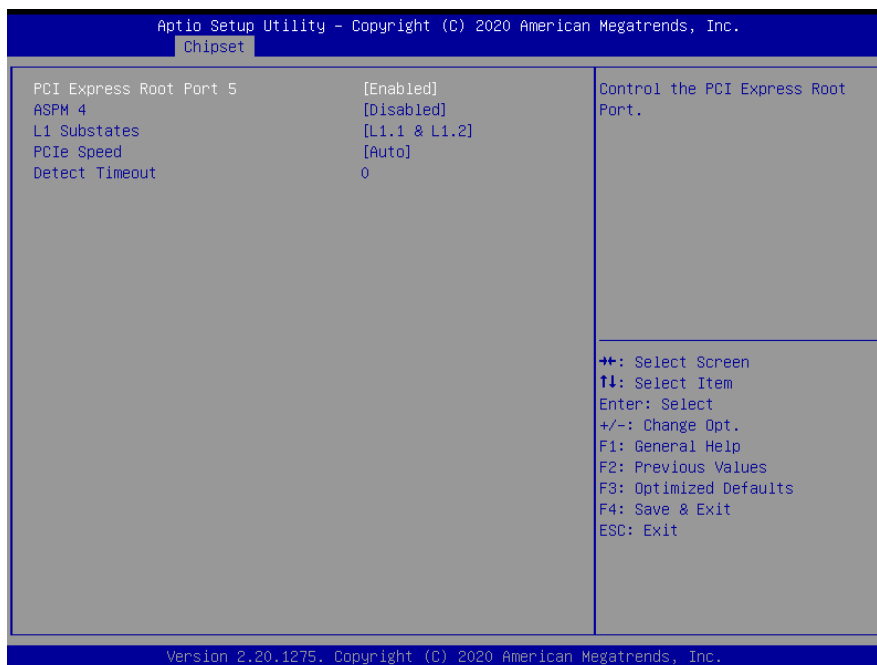 Aptio Setup Utility – Copyright (C) 2020 American Megatrends, Inc.
Chipset
PCI Express Root Port 5 [Enabled]
ASPM 4 [Disabled]
L1 Substates [L1.1 & L1.2]
PCIe Speed [Auto]
Detect Timeout 0
Control the PCI Express Root
Port.
→←: Select Screen
↑↓: Select Item
Enter: Select
+/-: Change Opt.
F1: General Help
F2: Previous Values
F3: Optimized Defaults
F4: Save & Exit
ESC: Exit
Version 2.20.1275. Copyright (C) 2020 American Megatrends, Inc.